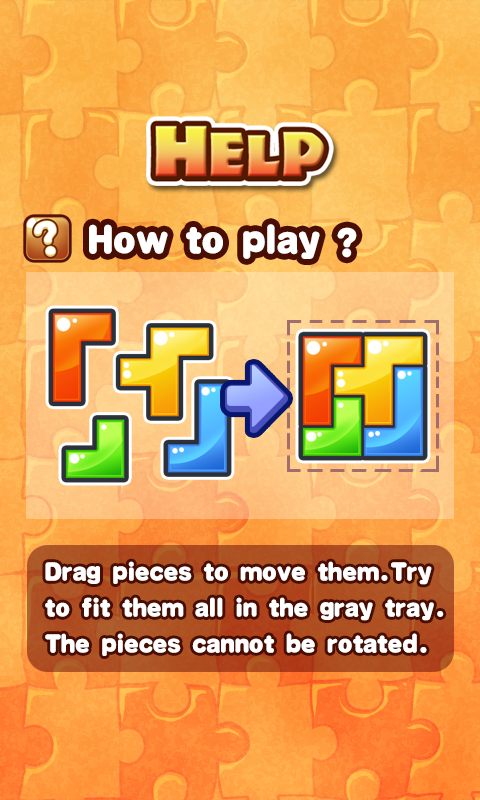 HELP
? How to play ?
Drag pieces to move them.Try
to fit them all in the gray tray.
The pieces cannot be rotated.